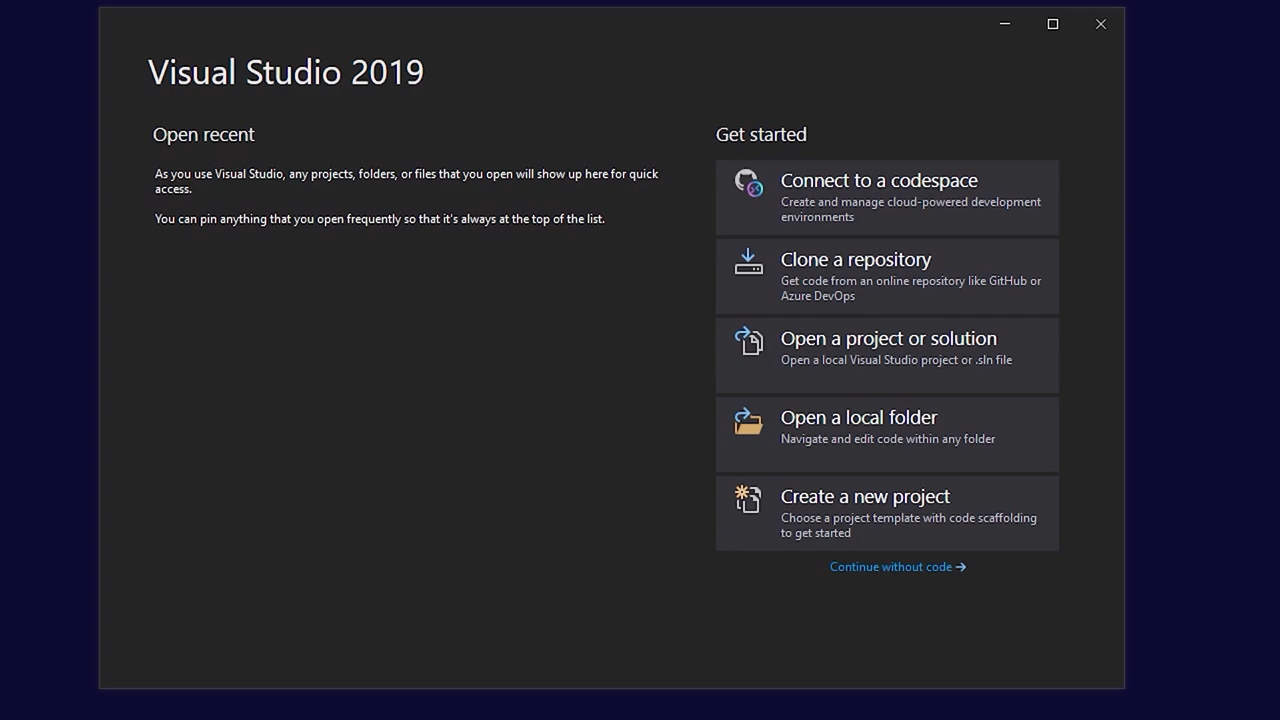 Visual Studio 2019
Open recent
As you use Visual Studio, any projects, folders, or files that you open will show up here for quick
access.
You can pin anything that you open frequently so that it's always at the top of the list.
Get started
Connect to a codespace
Create and manage cloud-powered development
environments
Clone a repository
Get code from an online repository like GitHub or
Azure DevOps
Open a project or solution
Open a local Visual Studio project or .sln file
Open a local folder
Navigate and edit code within any folder
Create a new project
Choose a project template with code scaffolding
to get started
Continue without code →